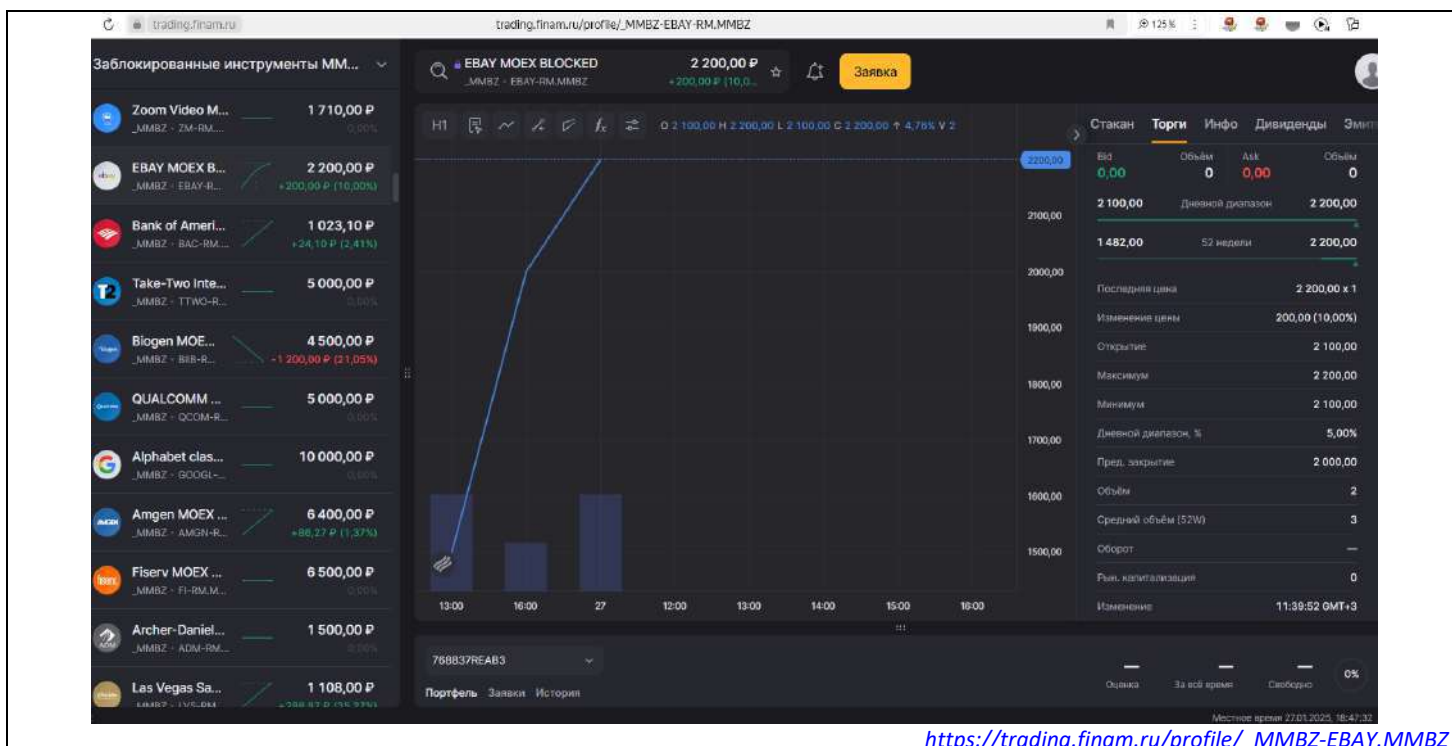 trading.finam.ru
trading.finam.ru/profile/_MMBZ-EBAY-RM.MMBZ
125 %
Заблокированные инструменты ММ...
EBAY MOEX BLOCKED
_MMBZ - EBAY-RM.MMBZ
2 200,00 ₽
+200,00 ₽ (10,0...
Заявка
Zoom Video M...
1 710,00 ₽
_MMBZ - ZM-RM....
0,00%
EBAY MOEX B...
2 200,00 ₽
_MMBZ - EBAY-R...
+200,00 ₽ (10,00%)
Bank of Ameri...
1 023,10 ₽
_MMBZ - BAC-RM....
+24,10 ₽ (2,41%)
Take-Two Inte...
5 000,00 ₽
_MMBZ - TTWO-R...
0,00%
Biogen MOE...
4 500,00 ₽
_MMBZ - BIIB-R...
-1 200,00 ₽ (21,05%)
QUALCOMM ...
5 000,00 ₽
_MMBZ - QCOM-R...
0,00%
Alphabet clas...
10 000,00 ₽
_MMBZ - GOOGL-...
0,00%
Amgen MOEX ...
6 400,00 ₽
_MMBZ - AMGN-R...
+86,27 ₽ (1,37%)
Fiserv MOEX ...
6 500,00 ₽
_MMBZ - FI-RM.M...
0,00%
Archer-Daniel...
1 500,00 ₽
_MMBZ - ADM-RM...
0,00%
Las Vegas Sa...
1 108,00 ₽
H1
O 2 100,00 H 2 200,00 L 2 100,00 C 2 200,00 ↑ 4,76% V 2
2200,00
2100,00
2000,00
1900,00
1800,00
1700,00
1600,00
1500,00
13:00 16:00 27 12:00 13:00 14:00 15:00 16:00
Стакан Торги Инфо Дивиденды Эмит
Bid Объём Ask Объём
0,00 0 0,00 0
2 100,00 Дневной диапазон 2 200,00
1 482,00 52 недели 2 200,00
Последняя цена 2 200,00 x 1
Изменение цены 200,00 (10,00%)
Открытие 2 100,00
Максимум 2 200,00
Минимум 2 100,00
Дневной диапазон, % 5,00%
Пред. закрытие 2 000,00
Объём 2
Средний объём (52W) 3
Оборот —
Рын. капитализация 0
Изменение 11:39:52 GMT+3
768837REAB3
Портфель Заявки История
— — —
Оценка За всё время Свободно 0%
Местное время 27.01.2025, 18:47:32
https://trading.finam.ru/profile/_MMBZ-EBAY.MMBZ